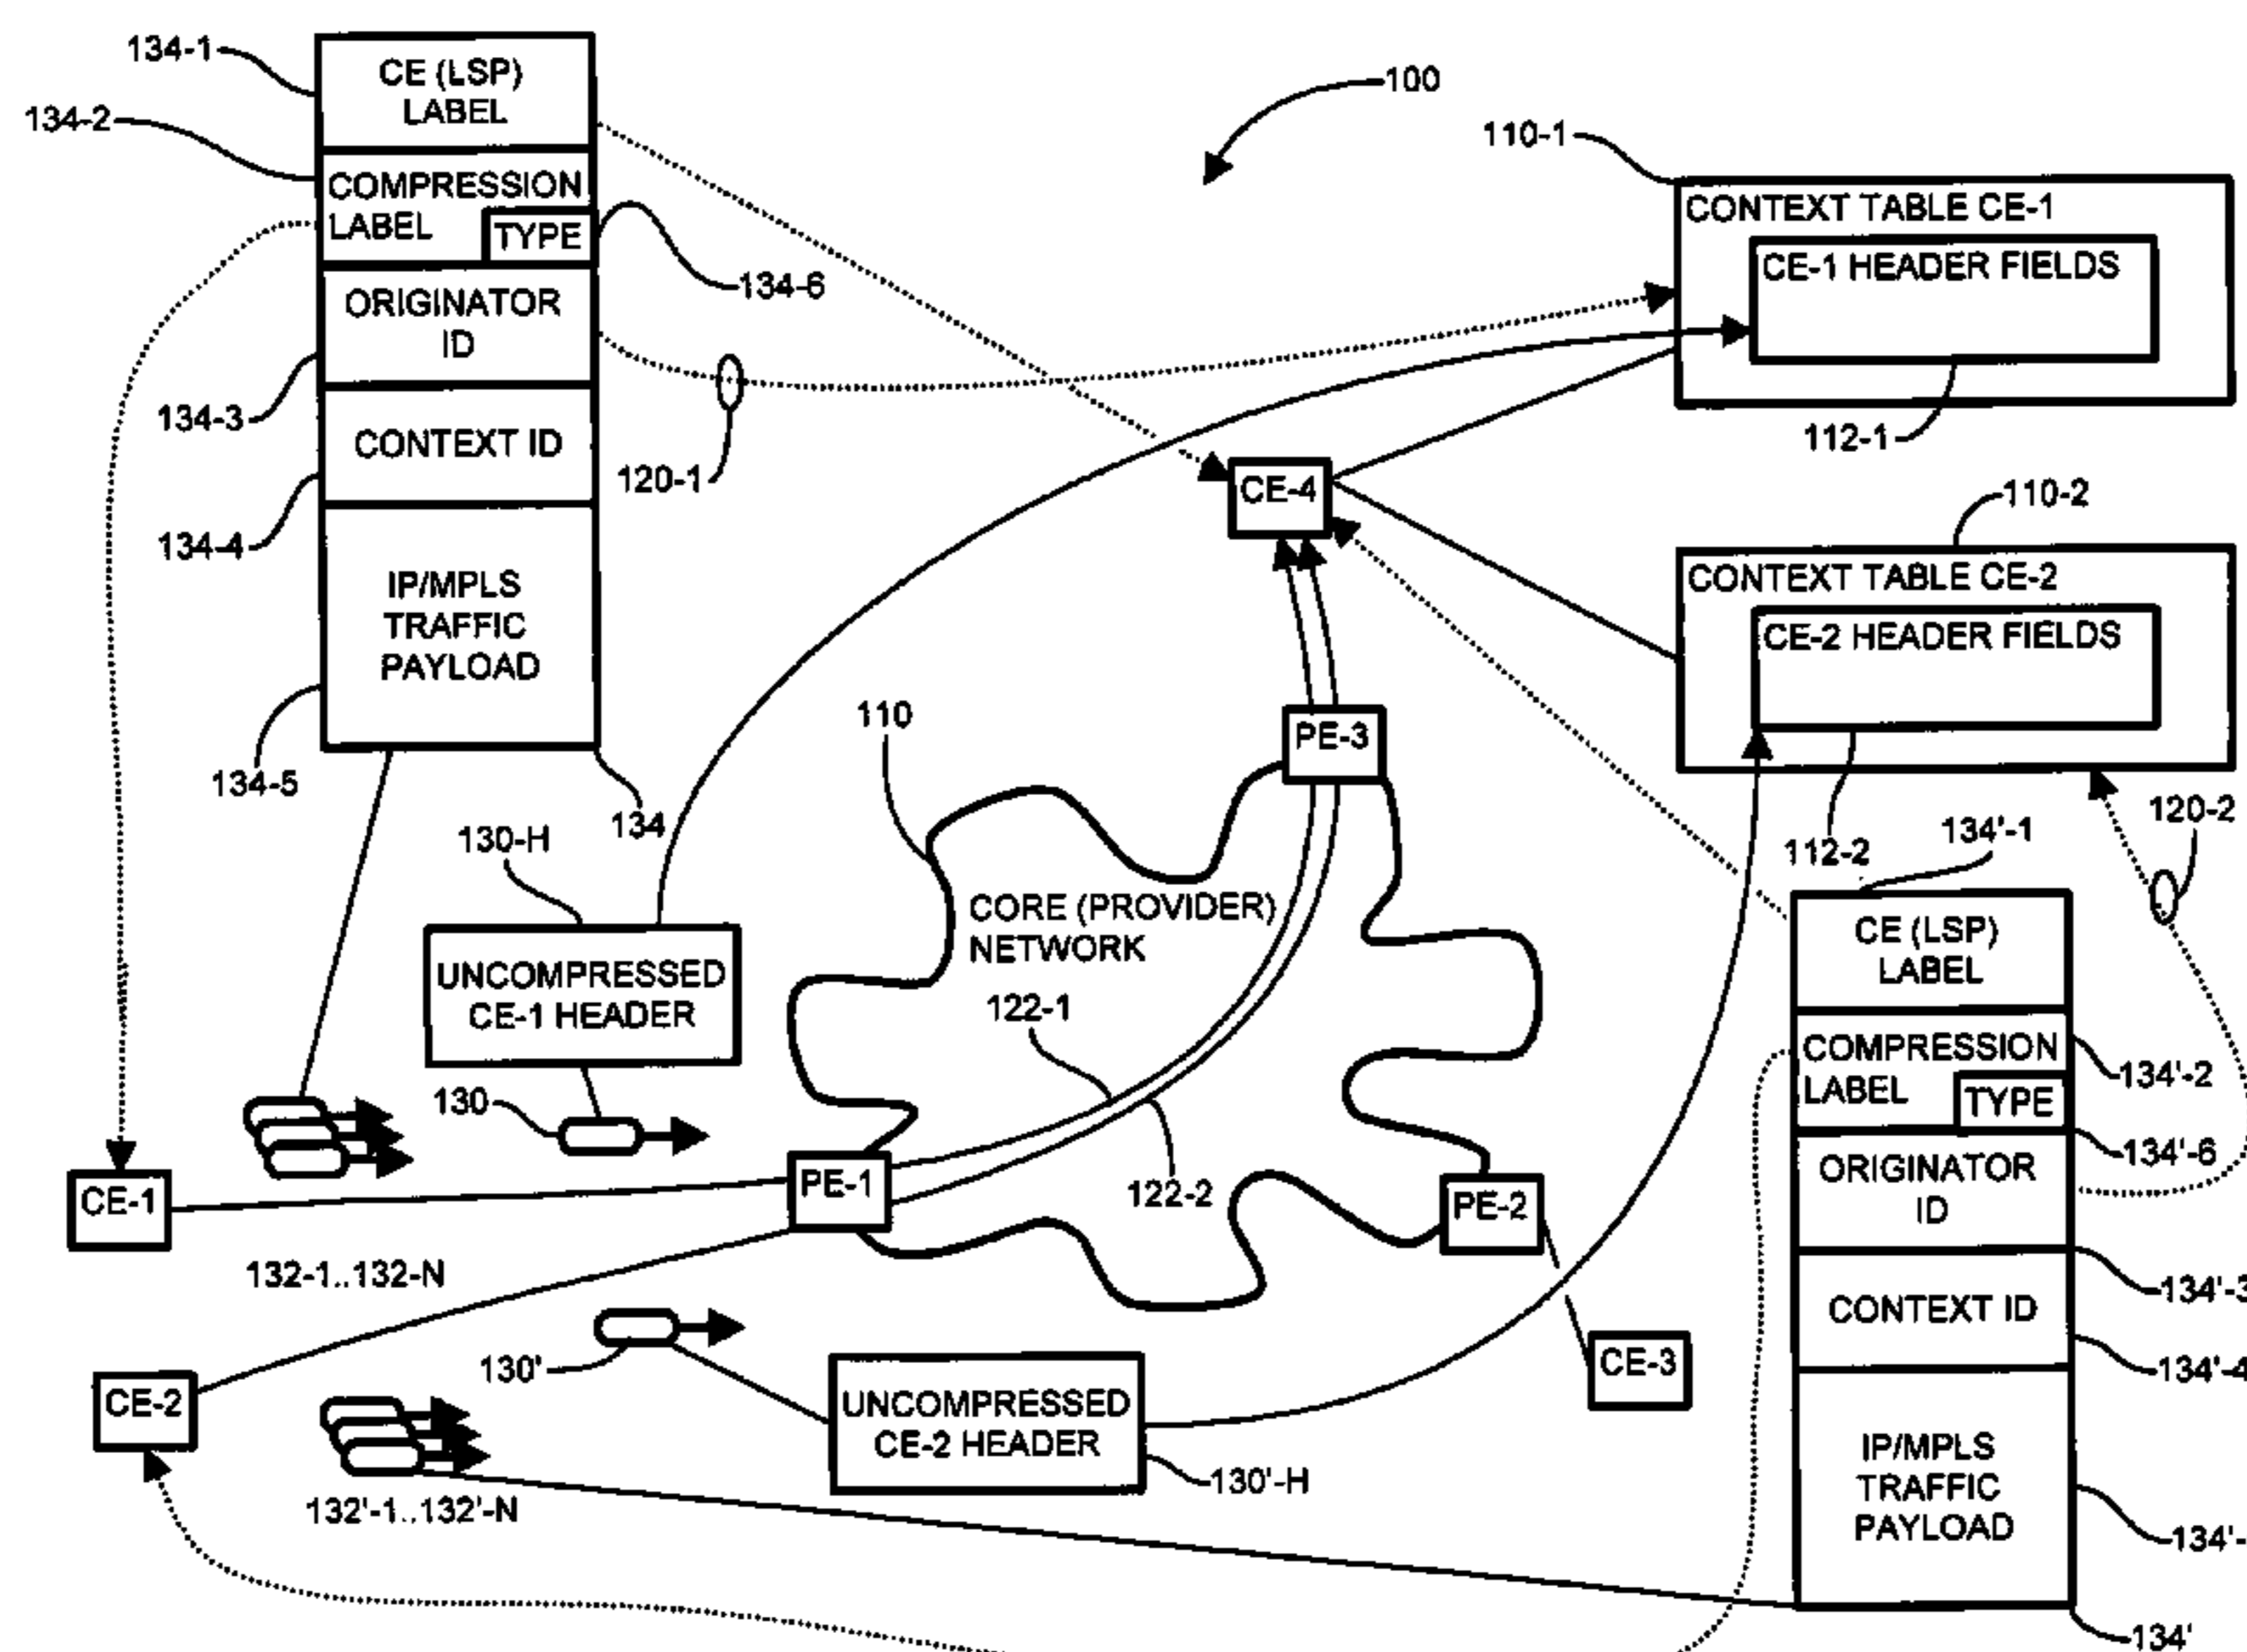 134-1
CE (LSP)
LABEL
100
134-2
110-1
COMPRESSION
LABEL
TYPE
CONTEXT TABLE CE-1
CE-1 HEADER FIELDS
134-6
ORIGINATOR
ID
134-3
CONTEXT ID
120-1
112-1
CE-4
110-2
134-4
IP/MPLS
TRAFFIC
PAYLOAD
CONTEXT TABLE CE-2
CE-2 HEADER FIELDS
110
PE-3
134-5
134
120-2
130-H
134'-1
112-2
CORE (PROVIDER)
NETWORK
CE (LSP)
LABEL
UNCOMPRESSED
CE-1 HEADER
122-1
COMPRESSION
LABEL
TYPE
134'-2
130
134'-6
PE-1
122-2
PE-2
ORIGINATOR
ID
CE-1
132-1..132-N
134'-3
CONTEXT ID
130'
CE-3
134'-4
CE-2
UNCOMPRESSED
CE-2 HEADER
IP/MPLS
TRAFFIC
PAYLOAD
130'-H
132'-1..132'-N
134'-
134'